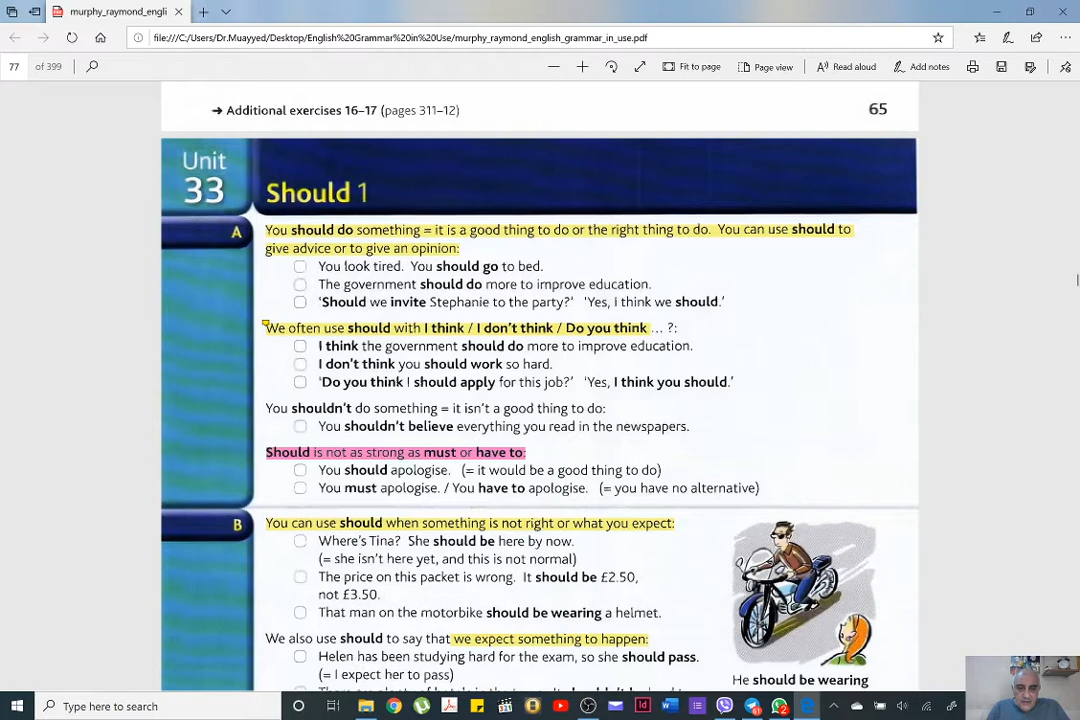 murphy_raymond_engli
file:///C:/Users/Dr.Muayyed/Desktop/English%20Grammar%20in%20Use/murphy_raymond_english_grammar_in_use.pdf
77 of 399
Fit to page
Page view
Read aloud
Add notes
➔ Additional exercises 16–17 (pages 311–12)
65
Unit
33
Should 1
A
You should do something = it is a good thing to do or the right thing to do. You can use should to
give advice or to give an opinion:
You look tired. You should go to bed.
The government should do more to improve education.
'Should we invite Stephanie to the party?' 'Yes, I think we should.'
We often use should with I think / I don't think / Do you think … ?:
I think the government should do more to improve education.
I don't think you should work so hard.
'Do you think I should apply for this job?' 'Yes, I think you should.'
You shouldn't do something = it isn't a good thing to do:
You shouldn't believe everything you read in the newspapers.
Should is not as strong as must or have to:
You should apologise. (= it would be a good thing to do)
You must apologise. / You have to apologise. (= you have no alternative)
B
You can use should when something is not right or what you expect:
Where's Tina? She should be here by now.
(= she isn't here yet, and this is not normal)
The price on this packet is wrong. It should be £2.50,
not £3.50.
That man on the motorbike should be wearing a helmet.
We also use should to say that we expect something to happen:
Helen has been studying hard for the exam, so she should pass.
(= I expect her to pass)
He should be wearing
Type here to search